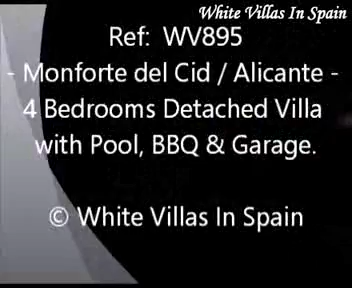 White Villas In Spain
Ref: WV895
- Monforte del Cid / Alicante -
4 Bedrooms Detached Villa
with Pool, BBQ & Garage.
© White Villas In Spain